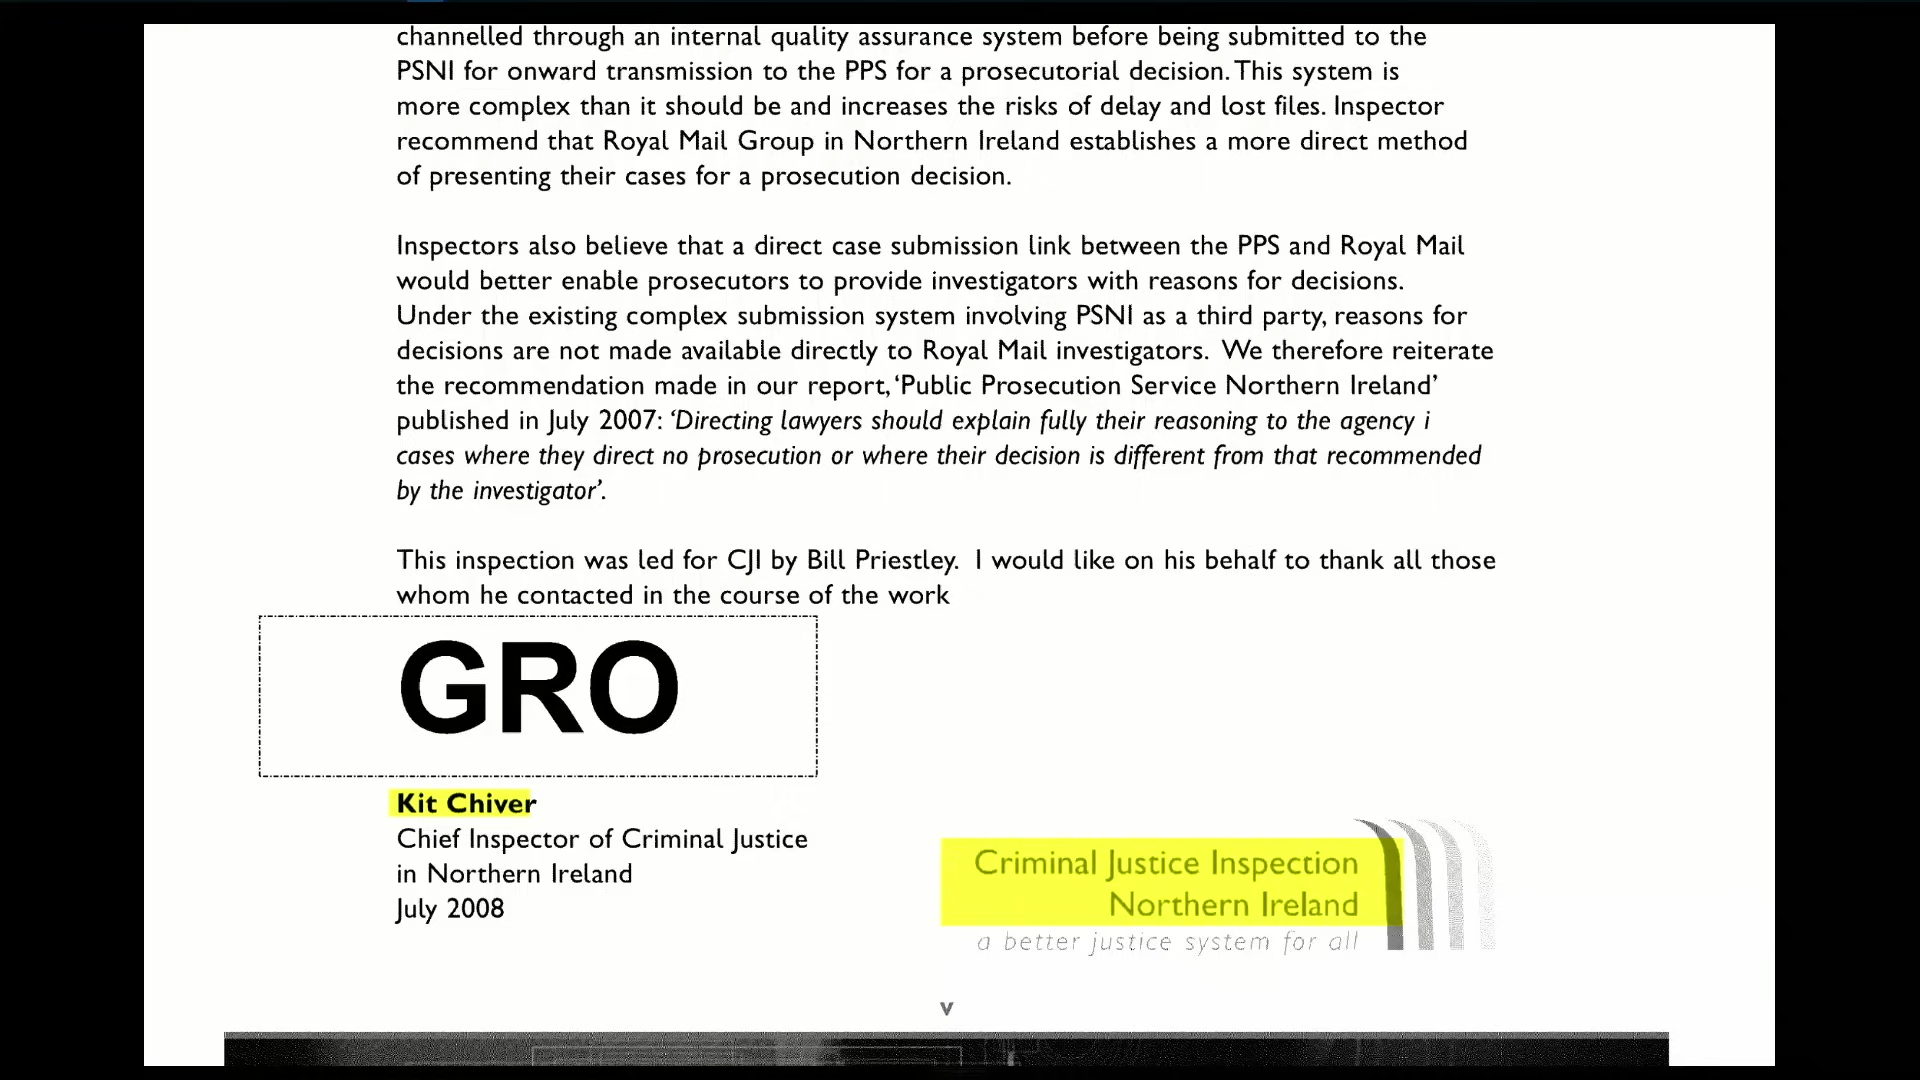 channelled through an internal quality assurance system before being submitted to the
PSNI for onward transmission to the PPS for a prosecutorial decision. This system is
more complex than it should be and increases the risks of delay and lost files. Inspector
recommend that Royal Mail Group in Northern Ireland establishes a more direct method
of presenting their cases for a prosecution decision.
Inspectors also believe that a direct case submission link between the PPS and Royal Mail
would better enable prosecutors to provide investigators with reasons for decisions.
Under the existing complex submission system involving PSNI as a third party, reasons for
decisions are not made available directly to Royal Mail investigators. We therefore reiterate
the recommendation made in our report, ‘Public Prosecution Service Northern Ireland’
published in July 2007: ‘Directing lawyers should explain fully their reasoning to the agency i
cases where they direct no prosecution or where their decision is different from that recommended
by the investigator’.
This inspection was led for CJI by Bill Priestley. I would like on his behalf to thank all those
whom he contacted in the course of the work
GRO
Kit Chiver
Chief Inspector of Criminal Justice
in Northern Ireland
July 2008
Criminal Justice Inspection
Northern Ireland
a better justice system for all
v